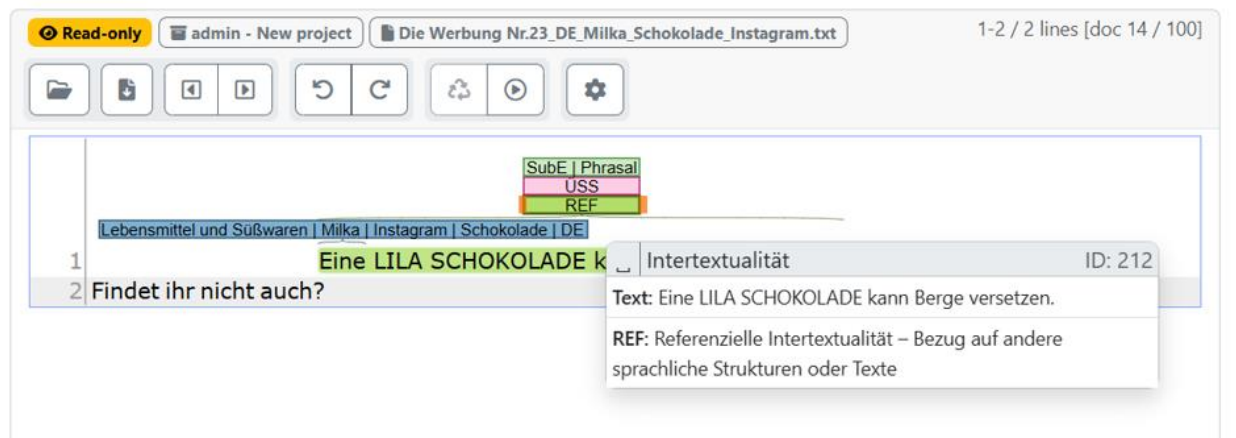 Read-only admin - New project Die Werbung Nr.23_DE_Milka_Schokolade_Instagram.txt 1-2 / 2 lines [doc 14 / 100]
SubE | Phrasal
USS
REF
Lebensmittel und Süßwaren | Milka | Instagram | Schokolade | DE
1 Eine LILA SCHOKOLADE k
2 Findet ihr nicht auch?
␣ Intertextualität ID: 212
Text: Eine LILA SCHOKOLADE kann Berge versetzen.
REF: Referenzielle Intertextualität – Bezug auf andere
sprachliche Strukturen oder Texte